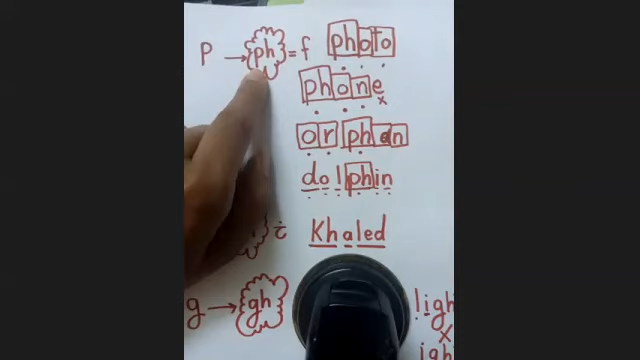 P → ph = f photo
phone
x
orphan
dolphin
خ Khaled
g → gh ligh
x
igh